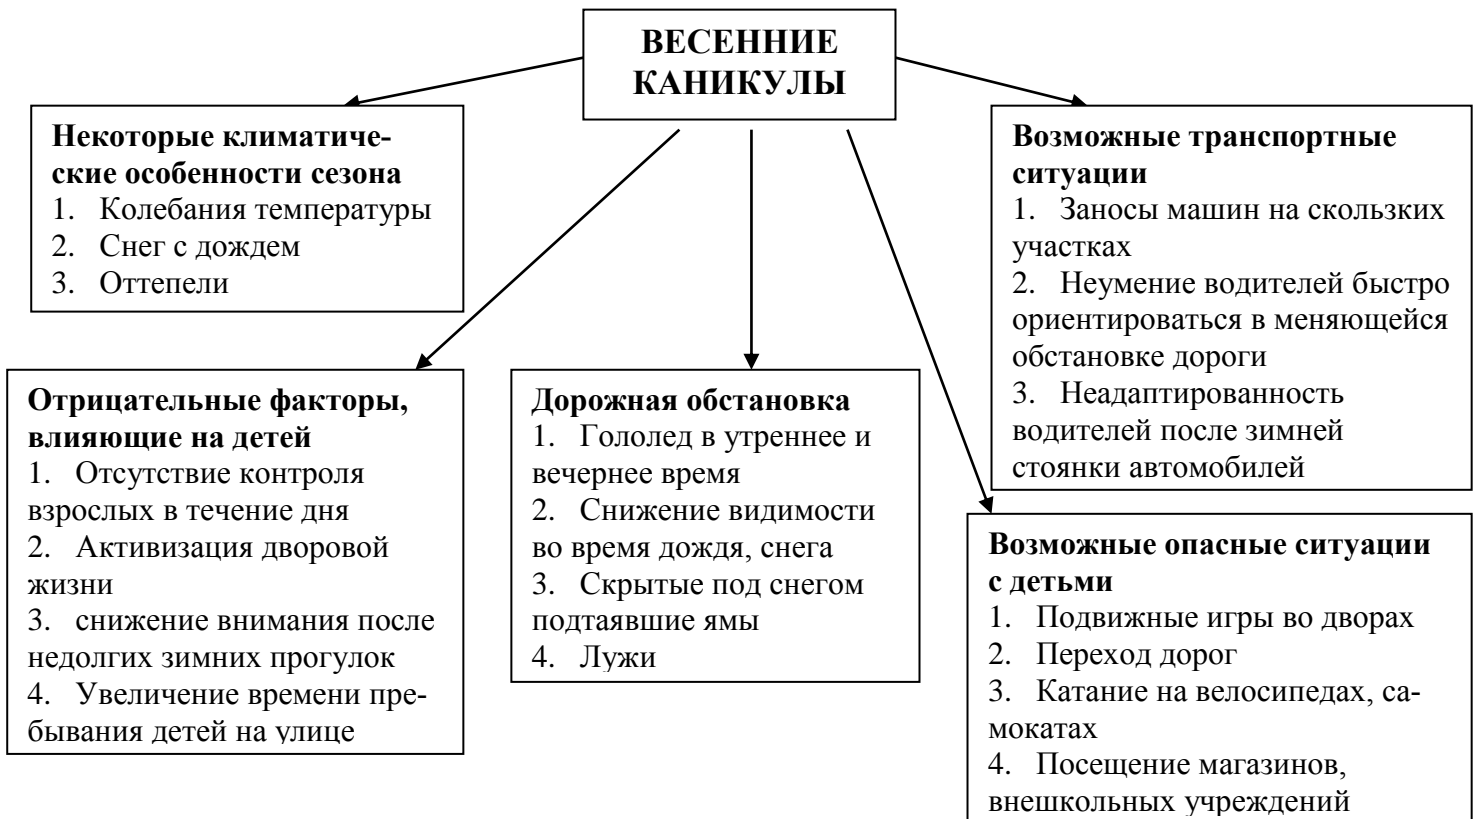 ВЕСЕННИЕ
КАНИКУЛЫ
Некоторые климатиче-
ские особенности сезона
1. Колебания температуры
2. Снег с дождем
3. Оттепели
Возможные транспортные
ситуации
1. Заносы машин на скользких
участках
2. Неумение водителей быстро
ориентироваться в меняющейся
обстановке дороги
3. Неадаптированность
водителей после зимней
стоянки автомобилей
Отрицательные факторы,
влияющие на детей
1. Отсутствие контроля
взрослых в течение дня
2. Активизация дворовой
жизни
3. снижение внимания после
недолгих зимних прогулок
4. Увеличение времени пре-
бывания детей на улице
Дорожная обстановка
1. Гололед в утреннее и
вечернее время
2. Снижение видимости
во время дождя, снега
3. Скрытые под снегом
подтаявшие ямы
4. Лужи
Возможные опасные ситуации
с детьми
1. Подвижные игры во дворах
2. Переход дорог
3. Катание на велосипедах, са-
мокатах
4. Посещение магазинов,
внешкольных учреждений